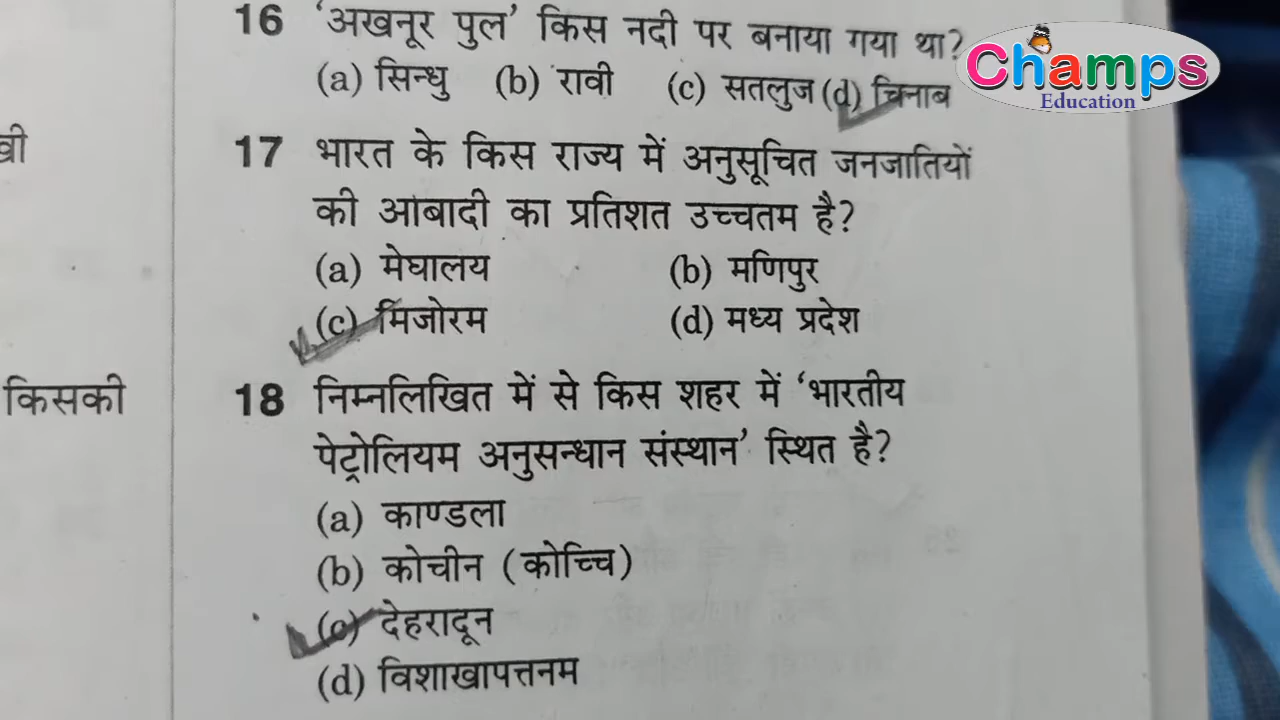 16 'अखनूर पुल' किस नदी पर बनाया गया था?
(a) सिन्धु (b) रावी (c) सतलुज (d) चिनाब
Champs
Education
17 भारत के किस राज्य में अनुसूचित जनजातियों
की आबादी का प्रतिशत उच्चतम है?
(a) मेघालय (b) मणिपुर
(c) मिजोरम (d) मध्य प्रदेश
किसकी
18 निम्नलिखित में से किस शहर में 'भारतीय
पेट्रोलियम अनुसन्धान संस्थान' स्थित है?
(a) काण्डला
(b) कोचीन (कोच्चि)
(c) देहरादून
(d) विशाखापत्तनम